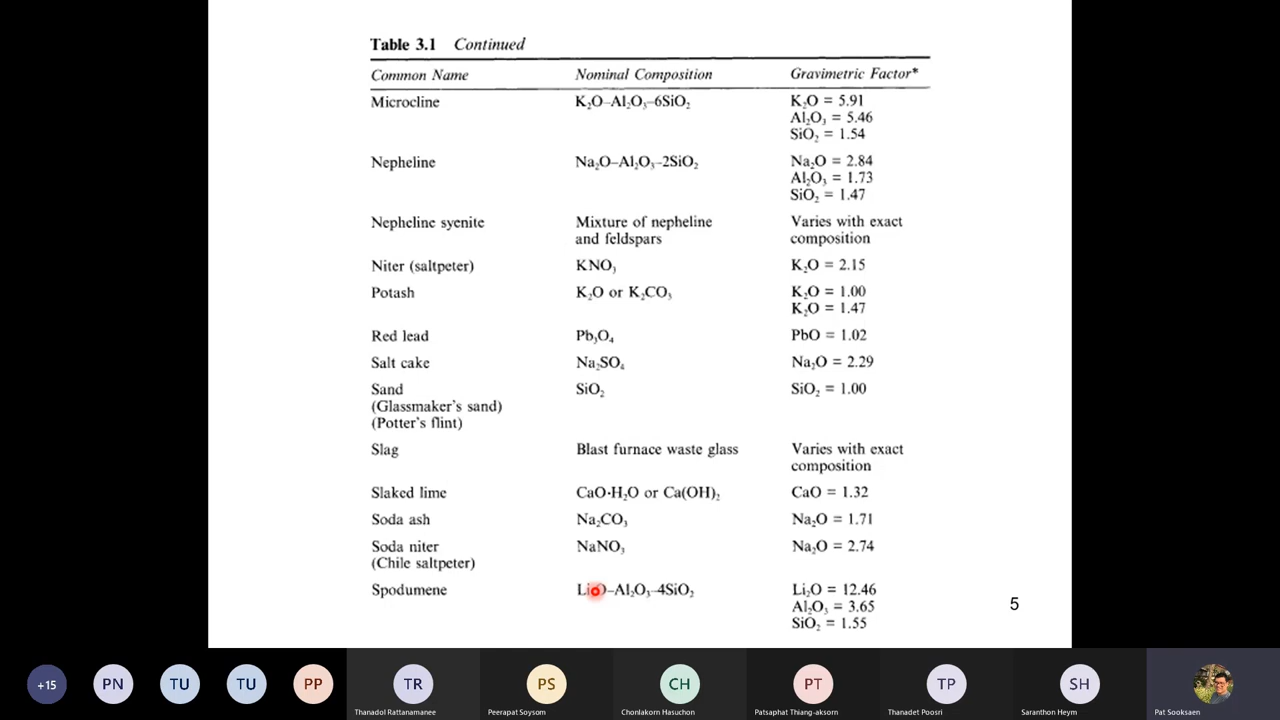 Table 3.1 Continued
Common Name Nominal Composition Gravimetric Factor*
Microcline K₂O–Al₂O₃–6SiO₂ K₂O = 5.91
Al₂O₃ = 5.46
SiO₂ = 1.54
Nepheline Na₂O–Al₂O₃–2SiO₂ Na₂O = 2.84
Al₂O₃ = 1.73
SiO₂ = 1.47
Nepheline syenite Mixture of nepheline Varies with exact
and feldspars composition
Niter (saltpeter) KNO₃ K₂O = 2.15
Potash K₂O or K₂CO₃ K₂O = 1.00
K₂O = 1.47
Red lead Pb₃O₄ PbO = 1.02
Salt cake Na₂SO₄ Na₂O = 2.29
Sand SiO₂ SiO₂ = 1.00
(Glassmaker's sand)
(Potter's flint)
Slag Blast furnace waste glass Varies with exact
composition
Slaked lime CaO·H₂O or Ca(OH)₂ CaO = 1.32
Soda ash Na₂CO₃ Na₂O = 1.71
Soda niter NaNO₃ Na₂O = 2.74
(Chile saltpeter)
Spodumene Li₂O–Al₂O₃–4SiO₂ Li₂O = 12.46
Al₂O₃ = 3.65
SiO₂ = 1.55
5
+15 PN TU TU PP TR PS CH PT TP SH
Thanadol Rattanamanee Peerapat Soysom Chonlakorn Hasuchon Patsaphat Thiang-aksorn Thanadet Poosri Saranthon Heym Pat Sooksaen